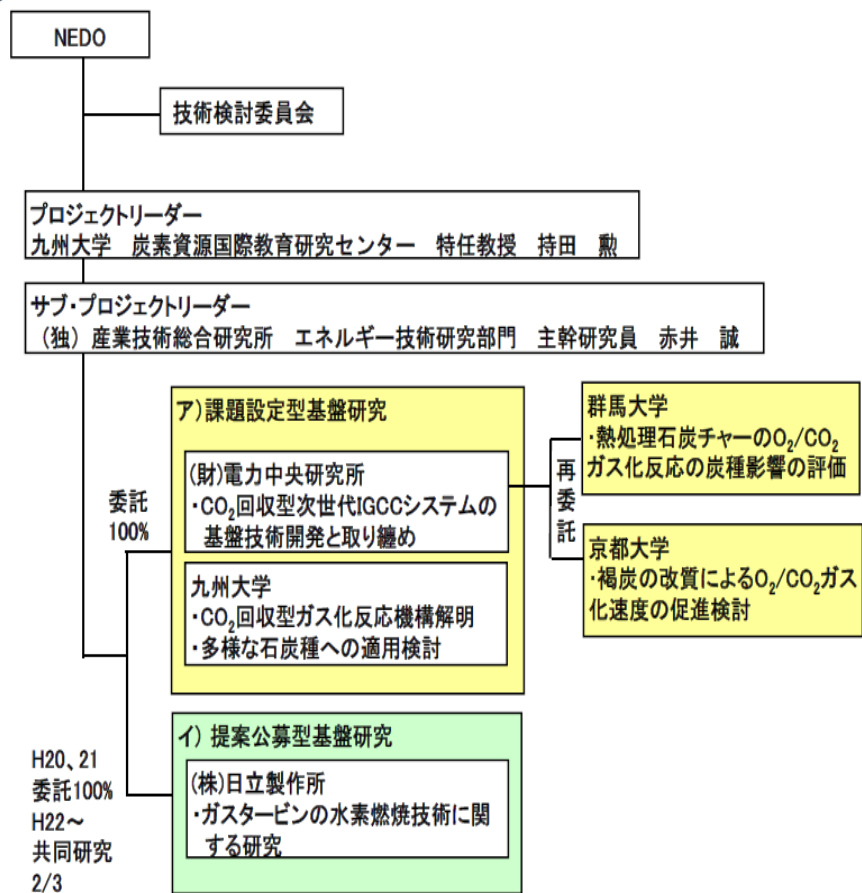 NEDO
技術検討委員会
プロジェクトリーダー
九州大学　炭素資源国際教育研究センター　特任教授　持田　勲
サブ・プロジェクトリーダー
（独）産業技術総合研究所　エネルギー技術研究部門　主幹研究員　赤井　誠
委託
100%
ア)課題設定型基盤研究
(財)電力中央研究所
・CO₂回収型次世代IGCCシステムの
基盤技術開発と取り纏め
九州大学
・CO₂回収型ガス化反応機構解明
・多様な石炭種への適用検討
再
委
託
群馬大学
・熱処理石炭チャーのO₂/CO₂
ガス化反応の炭種影響の評価
京都大学
・褐炭の改質によるO₂/CO₂ガス
化速度の促進検討
H20、21
委託100%
H22～
共同研究
2/3
イ) 提案公募型基盤研究
(株)日立製作所
・ガスタービンの水素燃焼技術に関
する研究